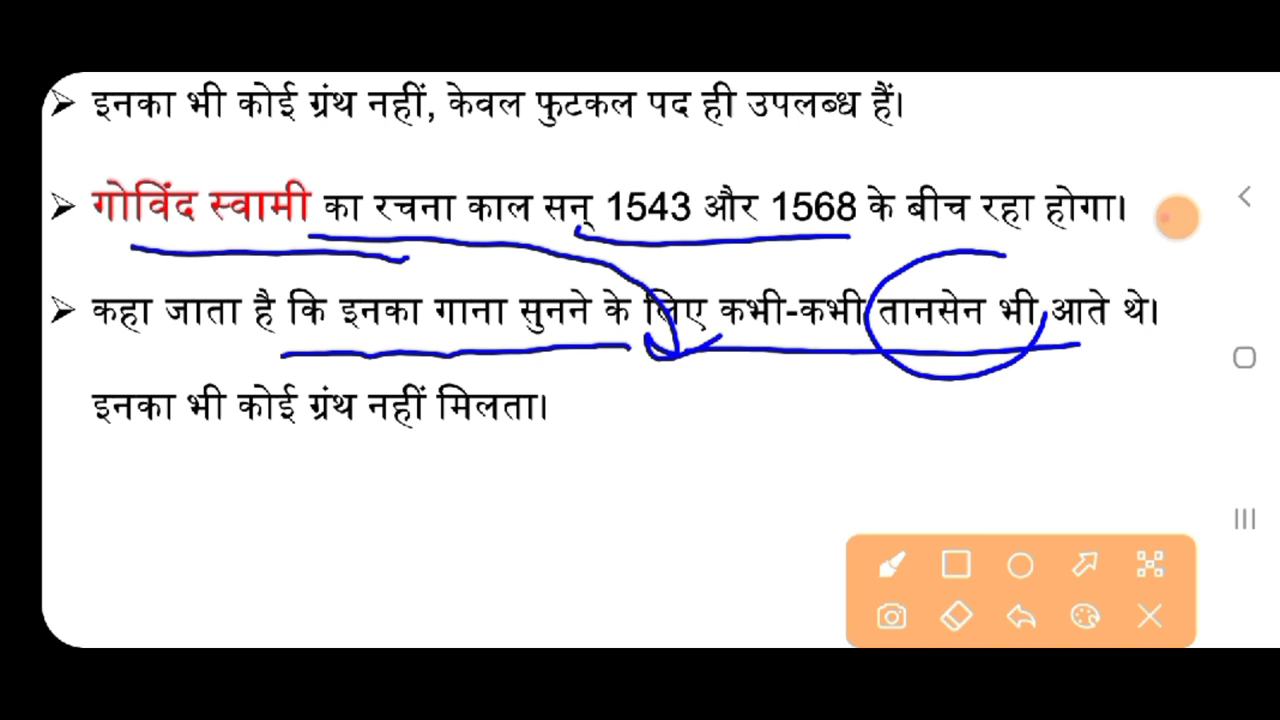 ➢ इनका भी कोई ग्रंथ नहीं, केवल फुटकल पद ही उपलब्ध हैं।
➢ गोविंद स्वामी का रचना काल सन् 1543 और 1568 के बीच रहा होगा।
➢ कहा जाता है कि इनका गाना सुनने के लिए कभी-कभी तानसेन भी आते थे।
इनका भी कोई ग्रंथ नहीं मिलता।